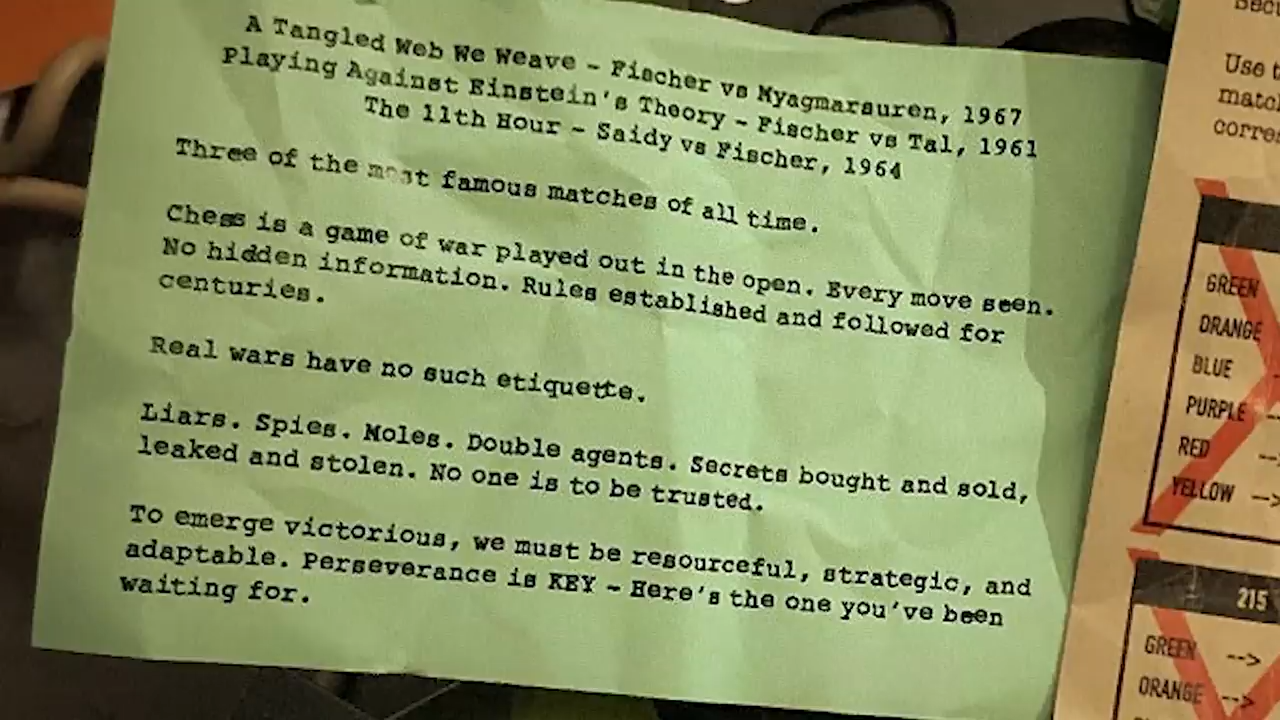 A Tangled Web We Weave - Fischer vs Myagmarsuren, 1967
Playing Against Einstein's Theory - Fischer vs Tal, 1961
The 11th Hour - Saidy vs Fischer, 1964
Three of the most famous matches of all time.
Chess is a game of war played out in the open. Every move seen.
No hidden information. Rules established and followed for
centuries.
Real wars have no such etiquette.
Liars. Spies. Moles. Double agents. Secrets bought and sold,
leaked and stolen. No one is to be trusted.
To emerge victorious, we must be resourceful, strategic, and
adaptable. Perseverance is KEY - Here's the one you've been
waiting for.
Use
GREEN
ORANGE
BLUE
PURPLE
RED -->
YELLOW -->
215
GREEN -->
ORANGE -->